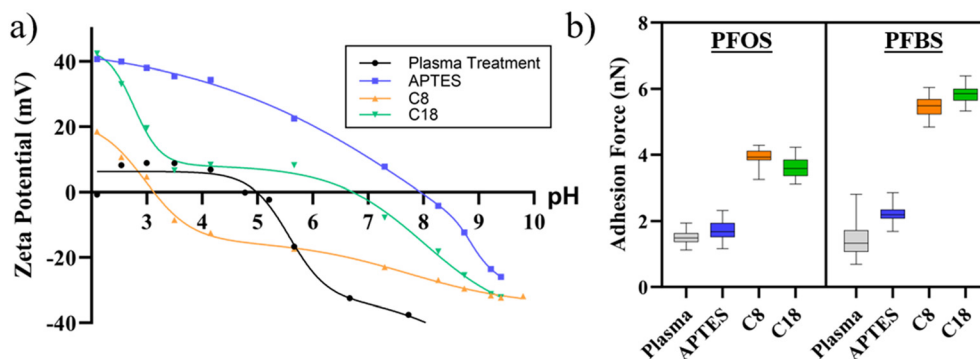 a)
Zeta Potential (mV)
40
20
0
-20
-40
3
4
5
6
7
8
9
10
pH
Plasma Treatment
APTES
C8
C18
b)
Adhesion Force (nN)
8
6
4
2
0
PFOS
PFBS
Plasma
APTES
C8
C18
Plasma
APTES
C8
C18